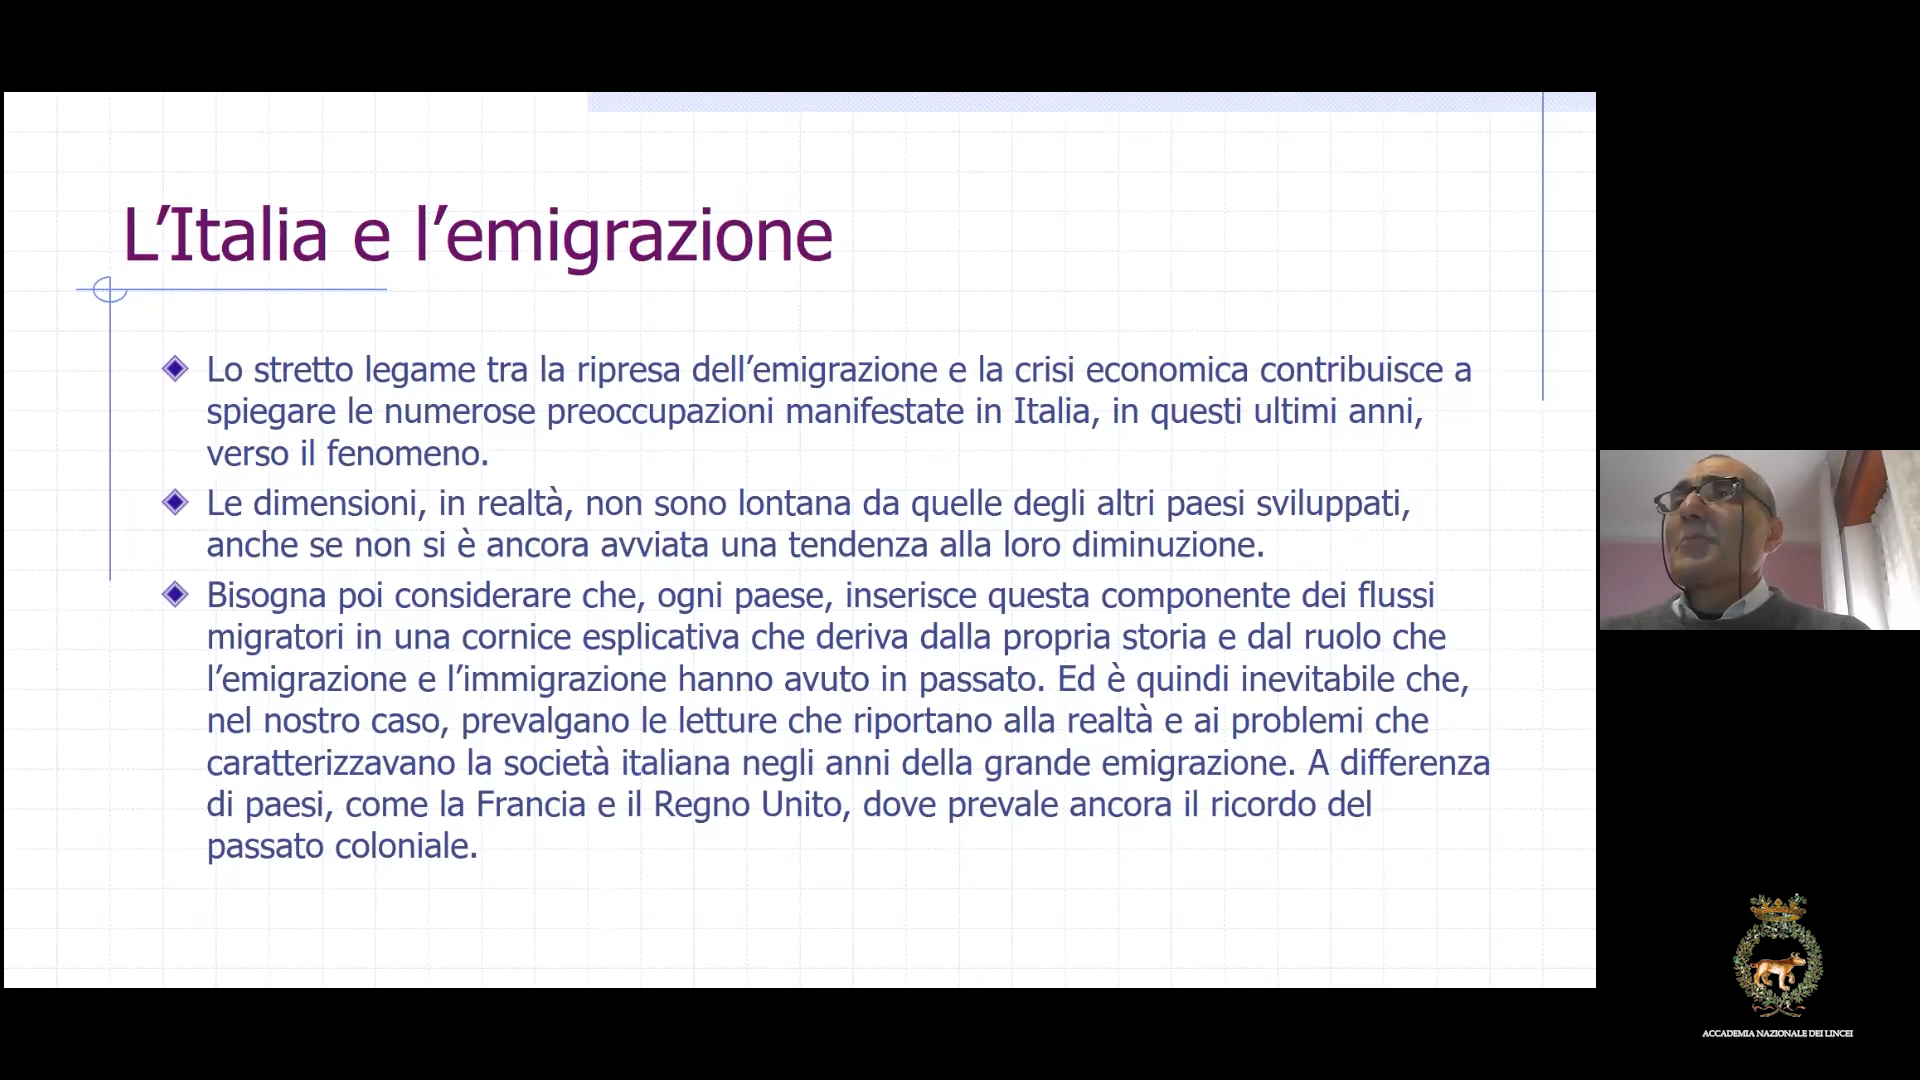 L’Italia e l’emigrazione
Lo stretto legame tra la ripresa dell’emigrazione e la crisi economica contribuisce a
spiegare le numerose preoccupazioni manifestate in Italia, in questi ultimi anni,
verso il fenomeno.
Le dimensioni, in realtà, non sono lontana da quelle degli altri paesi sviluppati,
anche se non si è ancora avviata una tendenza alla loro diminuzione.
Bisogna poi considerare che, ogni paese, inserisce questa componente dei flussi
migratori in una cornice esplicativa che deriva dalla propria storia e dal ruolo che
l’emigrazione e l’immigrazione hanno avuto in passato. Ed è quindi inevitabile che,
nel nostro caso, prevalgano le letture che riportano alla realtà e ai problemi che
caratterizzavano la società italiana negli anni della grande emigrazione. A differenza
di paesi, come la Francia e il Regno Unito, dove prevale ancora il ricordo del
passato coloniale.
ACCADEMIA NAZIONALE DEI LINCEI